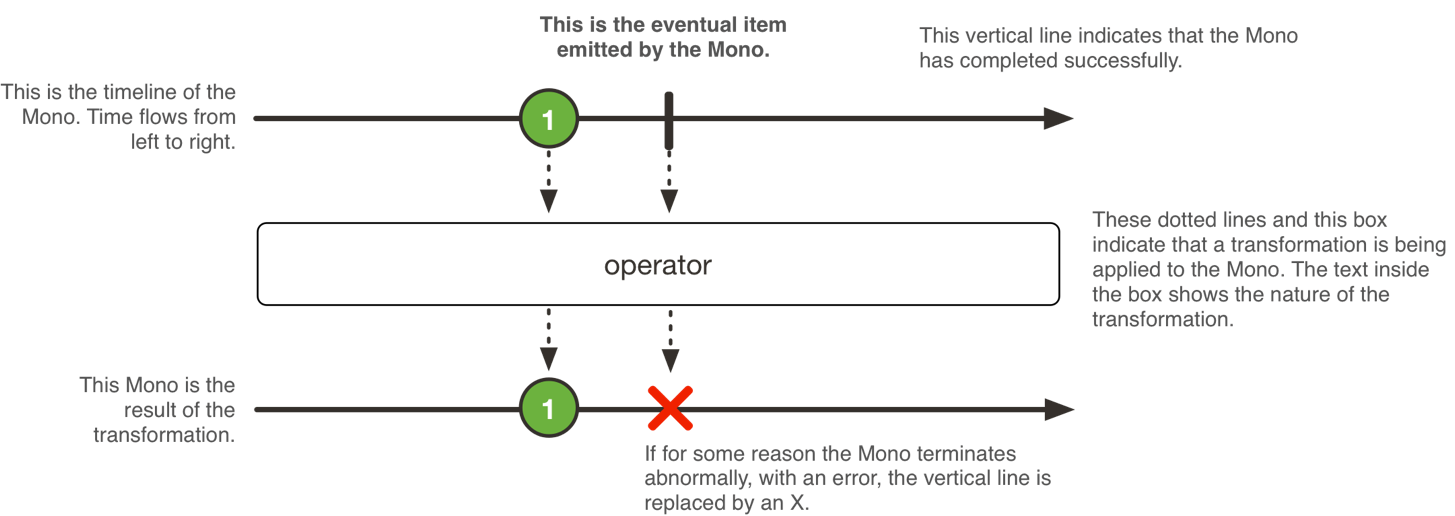 This is the eventual item
emitted by the Mono.
This vertical line indicates that the Mono
has completed successfully.
This is the timeline of the
Mono. Time flows from
left to right.
1
operator
These dotted lines and this box
indicate that a transformation is being
applied to the Mono. The text inside
the box shows the nature of the
transformation.
This Mono is the
result of the
transformation.
1
If for some reason the Mono terminates
abnormally, with an error, the vertical line is
replaced by an X.